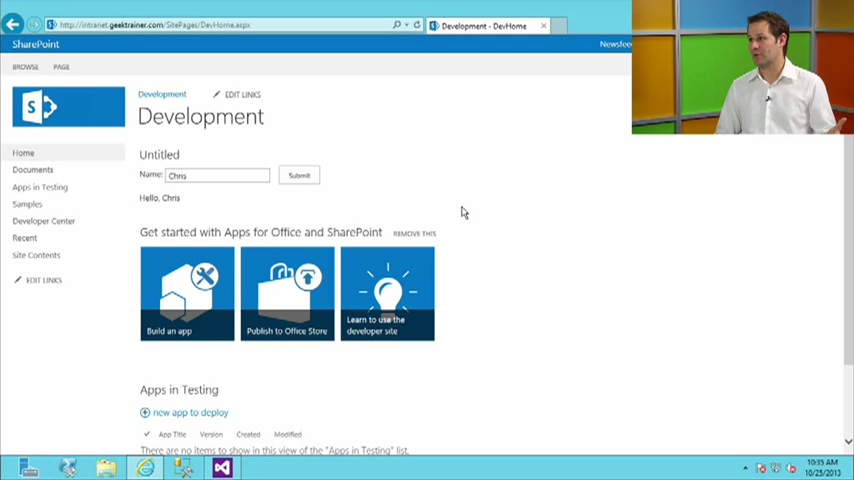 http://intranet.geektrainer.com/SitePages/DevHome.aspx
Development - DevHome
SharePoint
Newsfeed
BROWSE PAGE
Development EDIT LINKS
Development
Home
Documents
Apps in Testing
Samples
Developer Center
Recent
Site Contents
EDIT LINKS
Untitled
Name: Chris Submit
Hello, Chris
Get started with Apps for Office and SharePoint REMOVE THIS
Build an app
Publish to Office Store
Learn to use the
developer site
Apps in Testing
new app to deploy
App Title Version Created Modified
There are no items to show in this view of the "Apps in Testing" list.
10:35 AM
10/25/2013